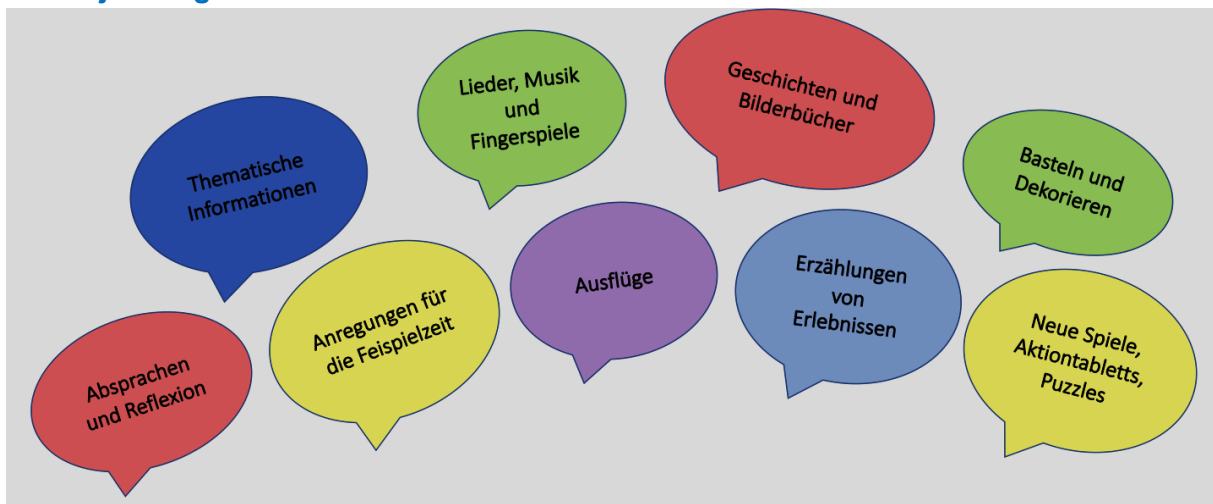 Lieder, Musik
und
Fingerspiele
Geschichten und
Bilderbücher
Thematische
Informationen
Basteln und
Dekorieren
Anregungen für
die Feispielzeit
Ausflüge
Erzählungen
von
Erlebnissen
Neue Spiele,
Aktiontabletts,
Puzzles
Absprachen
und Reflexion